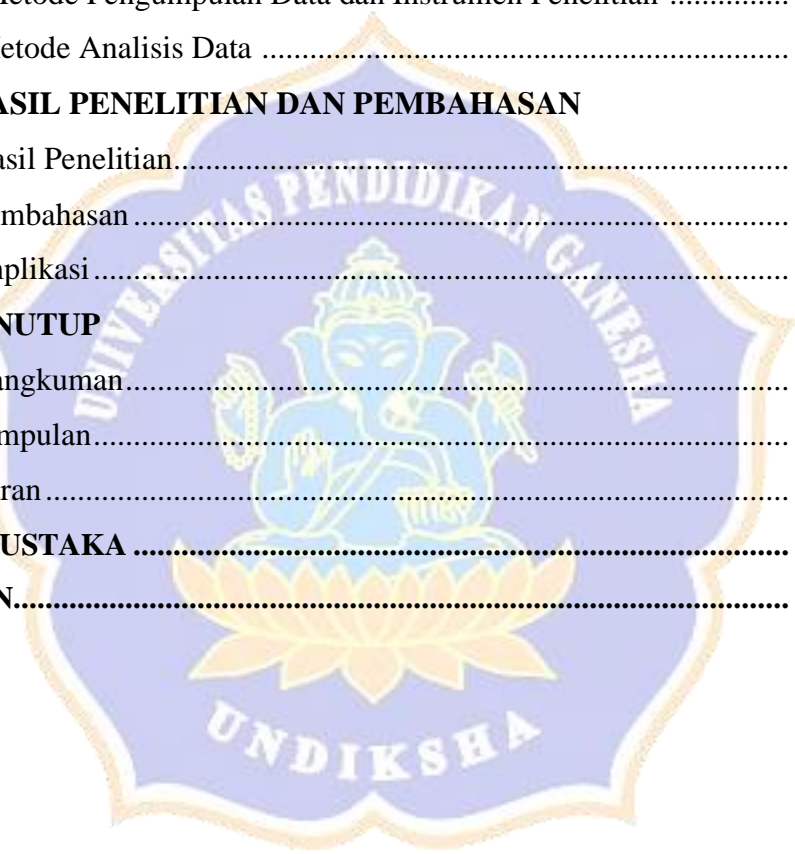 etode Pengumpulan Data dan Instrumen Penelitian ...............
etode Analisis Data ....................................................................
ASIL PENELITIAN DAN PEMBAHASAN
asil Penelitian...............................................................................
mbahasan ....................................................................................
nplikasi.........................................................................................
NUTUP
angkuman.....................................................................................
mpulan.........................................................................................
ran ...............................................................................................
USTAKA ....................................................................................
N...................................................................................................
UNIVERSITAS PENDIDIKAN GANESHA
UNDIKSHA